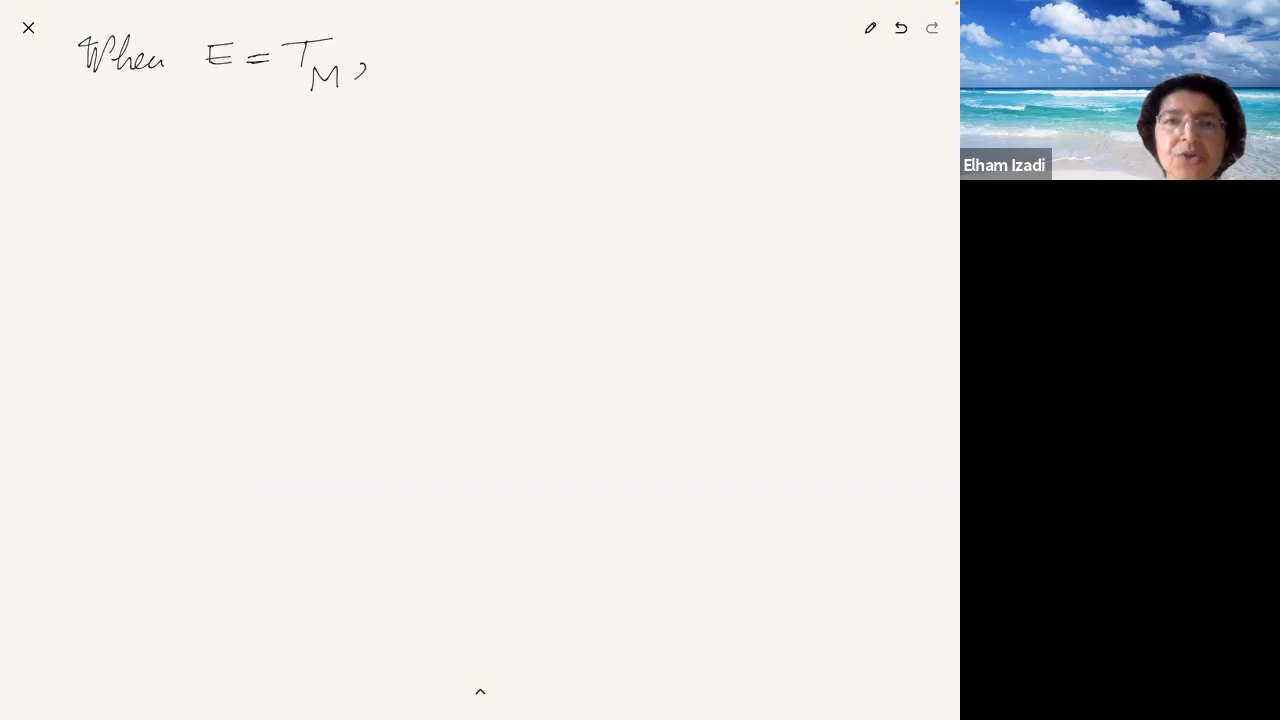 When E = T_M,
Elham Izadi